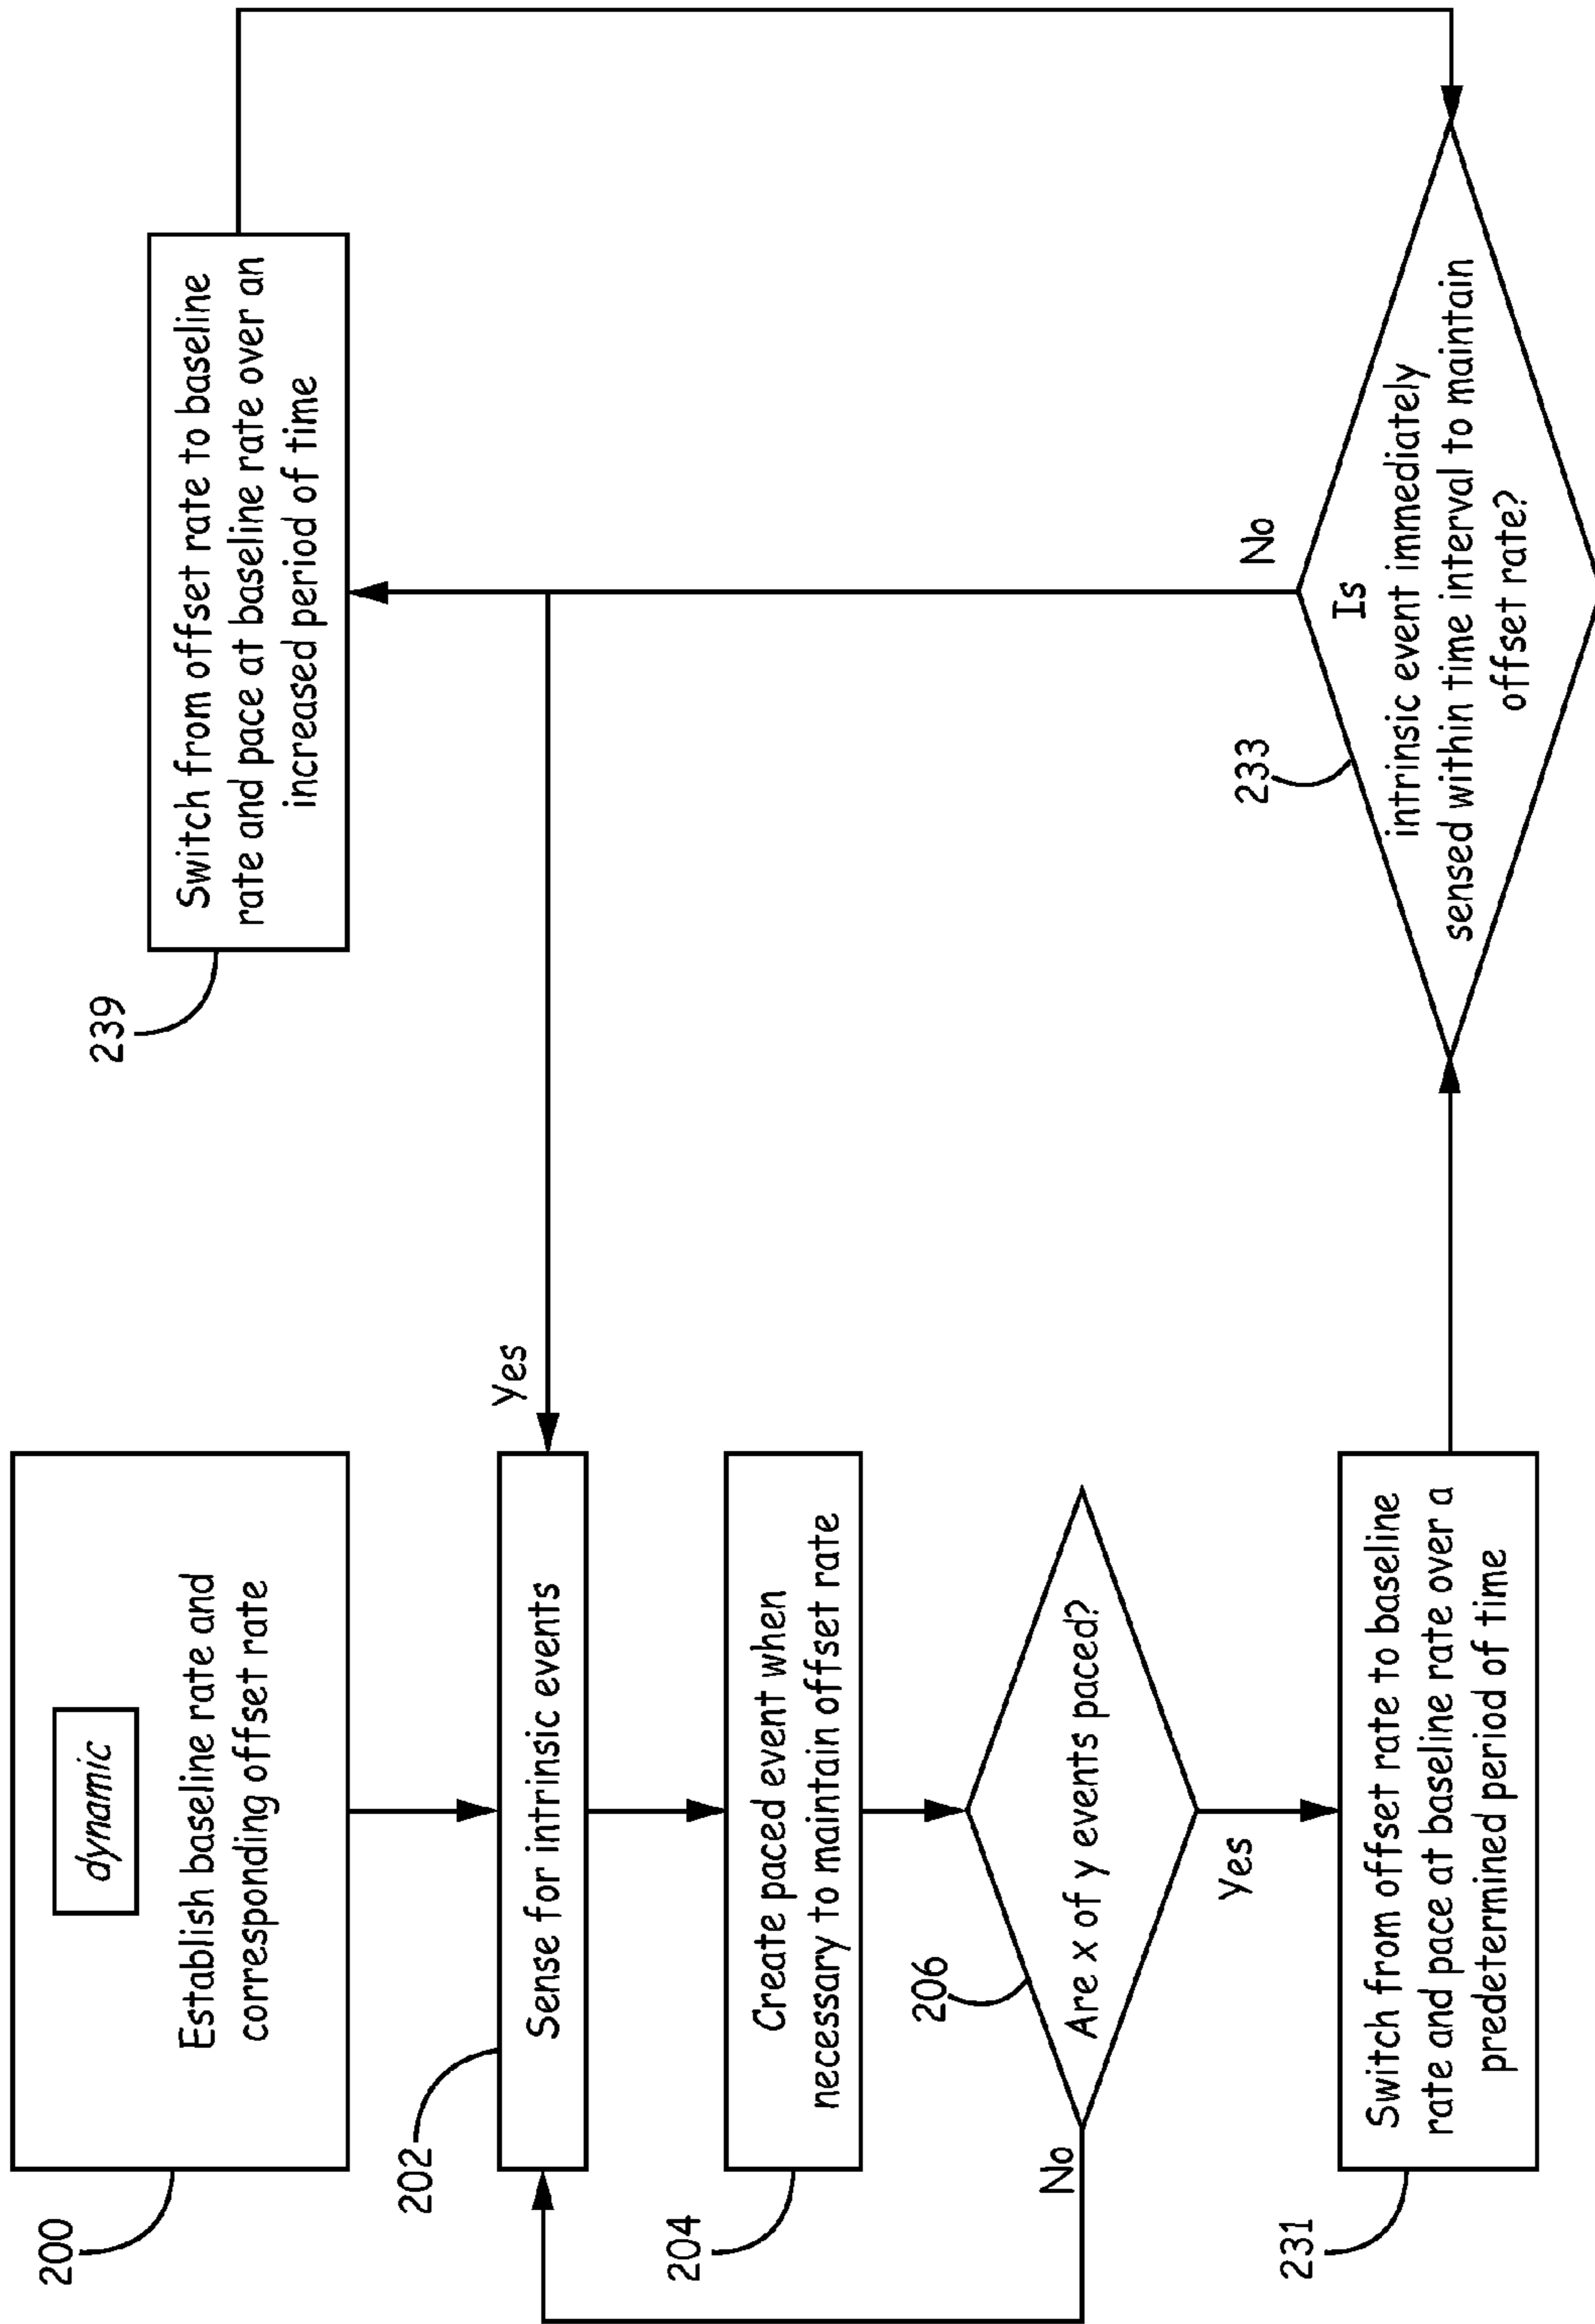 200
dynamic
Establish baseline rate and
corresponding offset rate
202
Sense for intrinsic events
Yes
204
Create paced event when
necessary to maintain offset rate
206
Are x of y events paced?
No
Yes
231
Switch from offset rate to baseline
rate and pace at baseline rate over a
predetermined period of time
233
Is
intrinsic event immediately
sensed within time interval to maintain
offset rate?
No
239
Switch from offset rate to baseline
rate and pace at baseline rate over an
increased period of time